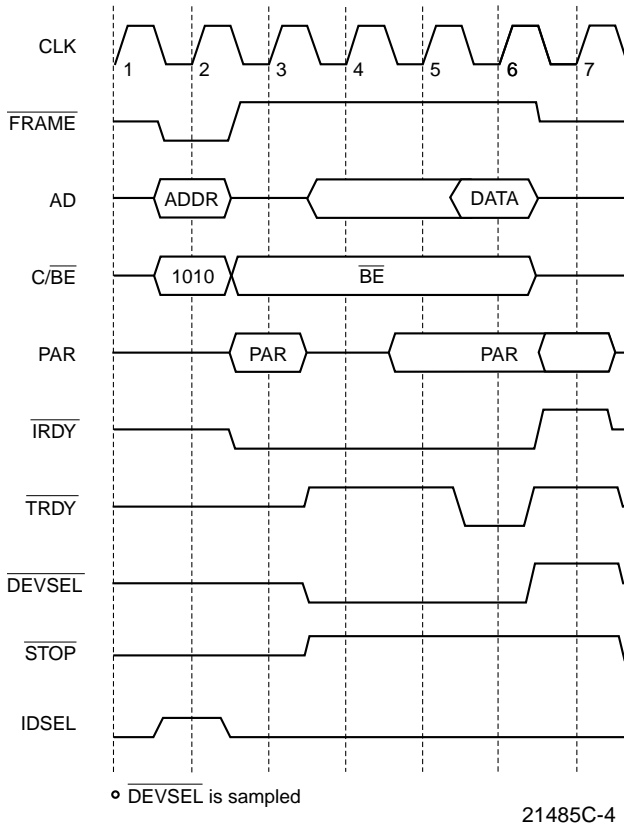 CLK
1 2 3 4 5 6 7
FRAME
AD ADDR DATA
C/BE 1010 BE
PAR PAR PAR
IRDY
TRDY
DEVSEL
STOP
IDSEL
DEVSEL is sampled
21485C-4